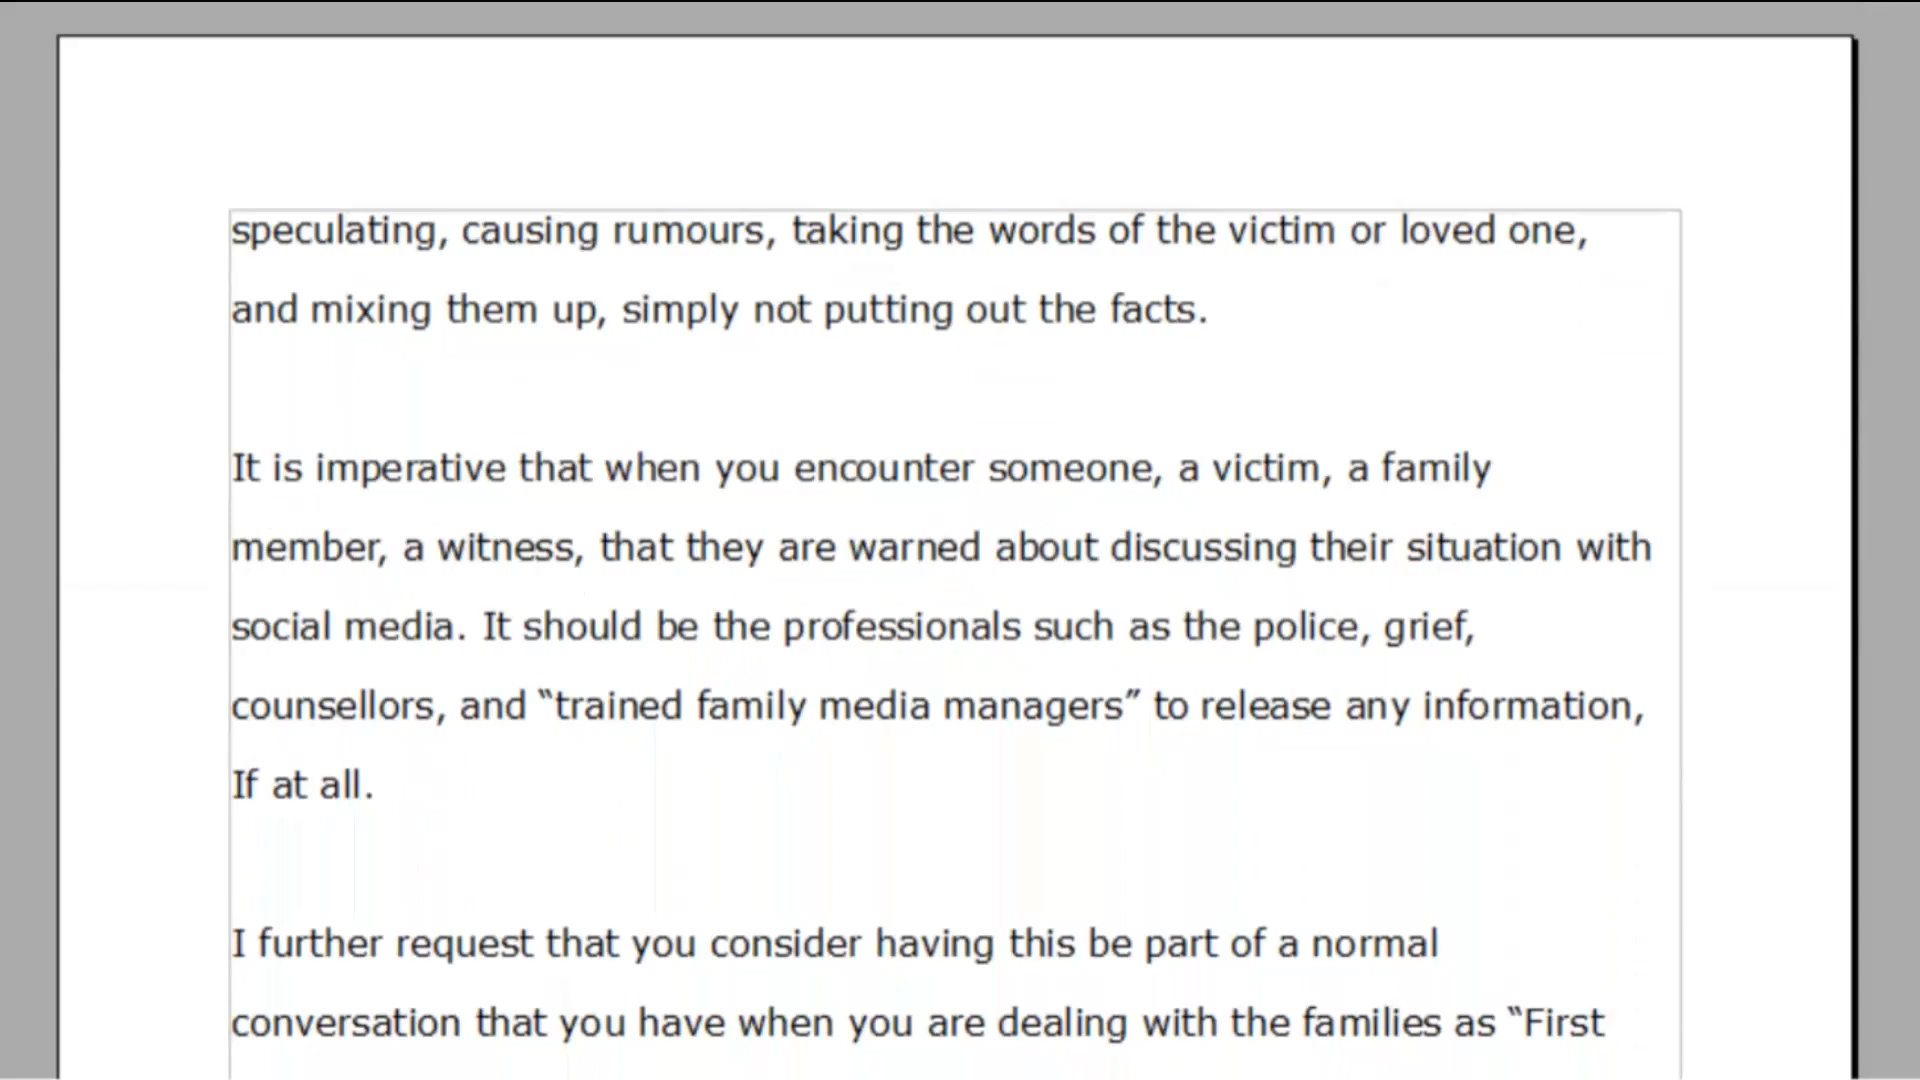 speculating, causing rumours, taking the words of the victim or loved one,
and mixing them up, simply not putting out the facts.
It is imperative that when you encounter someone, a victim, a family
member, a witness, that they are warned about discussing their situation with
social media. It should be the professionals such as the police, grief,
counsellors, and “trained family media managers” to release any information,
If at all.
I further request that you consider having this be part of a normal
conversation that you have when you are dealing with the families as “First